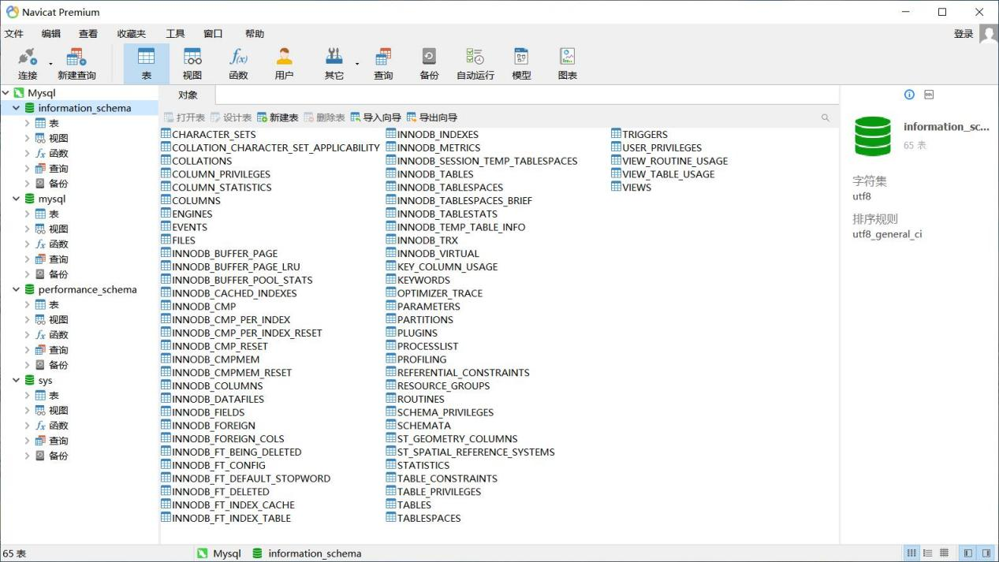 Navicat Premium
文件 编辑 查看 收藏夹 工具 窗口 帮助 登录
连接 新建查询 表 视图 函数 用户 其它 查询 备份 自动运行 模型 图表
Mysql
information_schema
表
视图
函数
查询
备份
mysql
表
视图
函数
查询
备份
performance_schema
表
视图
函数
查询
备份
sys
表
视图
函数
查询
备份
对象
打开表 设计表 新建表 删除表 导入向导 导出向导
CHARACTER_SETS
COLLATION_CHARACTER_SET_APPLICABILITY
COLLATIONS
COLUMN_PRIVILEGES
COLUMN_STATISTICS
COLUMNS
ENGINES
EVENTS
FILES
INNODB_BUFFER_PAGE
INNODB_BUFFER_PAGE_LRU
INNODB_BUFFER_POOL_STATS
INNODB_CACHED_INDEXES
INNODB_CMP
INNODB_CMP_PER_INDEX
INNODB_CMP_PER_INDEX_RESET
INNODB_CMP_RESET
INNODB_CMPMEM
INNODB_CMPMEM_RESET
INNODB_COLUMNS
INNODB_DATAFILES
INNODB_FIELDS
INNODB_FOREIGN
INNODB_FOREIGN_COLS
INNODB_FT_BEING_DELETED
INNODB_FT_CONFIG
INNODB_FT_DEFAULT_STOPWORD
INNODB_FT_DELETED
INNODB_FT_INDEX_CACHE
INNODB_FT_INDEX_TABLE
INNODB_INDEXES
INNODB_METRICS
INNODB_SESSION_TEMP_TABLESPACES
INNODB_TABLES
INNODB_TABLESPACES
INNODB_TABLESPACES_BRIEF
INNODB_TABLESTATS
INNODB_TEMP_TABLE_INFO
INNODB_TRX
INNODB_VIRTUAL
KEY_COLUMN_USAGE
KEYWORDS
OPTIMIZER_TRACE
PARAMETERS
PARTITIONS
PLUGINS
PROCESSLIST
PROFILING
REFERENTIAL_CONSTRAINTS
RESOURCE_GROUPS
ROUTINES
SCHEMA_PRIVILEGES
SCHEMATA
ST_GEOMETRY_COLUMNS
ST_SPATIAL_REFERENCE_SYSTEMS
STATISTICS
TABLE_CONSTRAINTS
TABLE_PRIVILEGES
TABLES
TABLESPACES
TRIGGERS
USER_PRIVILEGES
VIEW_ROUTINE_USAGE
VIEW_TABLE_USAGE
VIEWS
information_sc...
65 表
字符集
utf8
排序规则
utf8_general_ci
65 表 Mysql information_schema